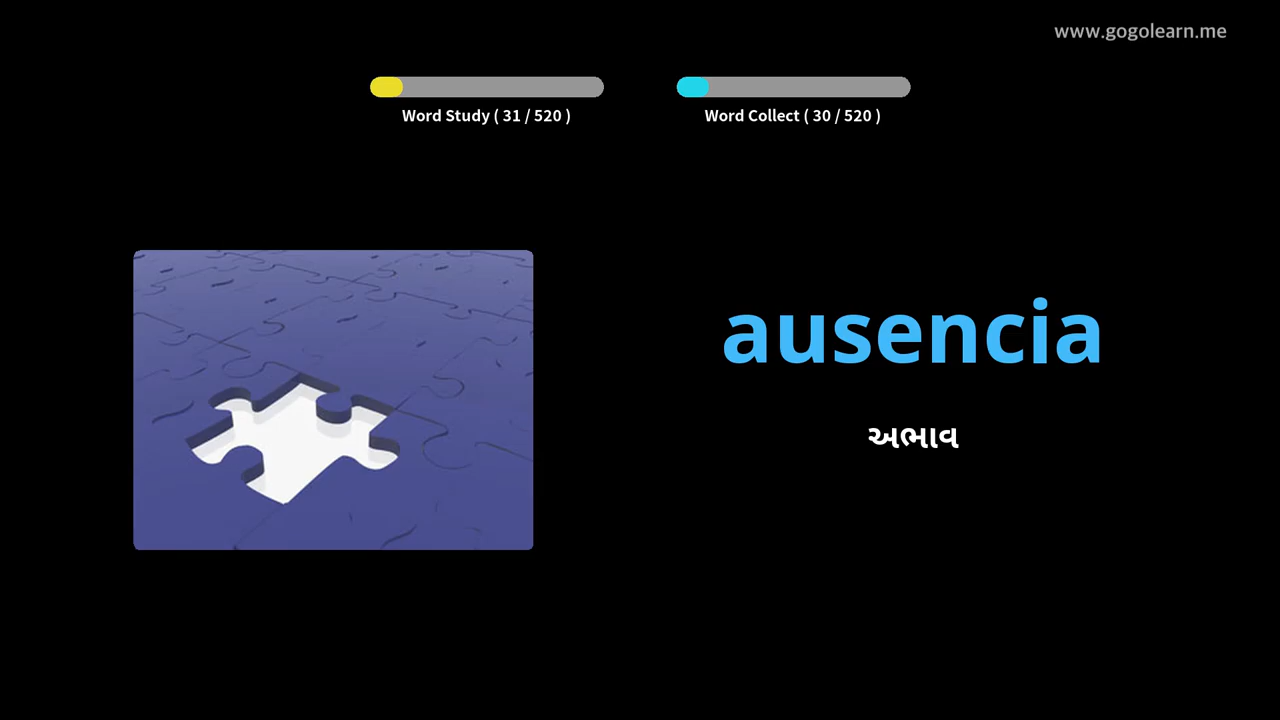 www.gogolearn.me
Word Study ( 31 / 520 )
Word Collect ( 30 / 520 )
ausencia
અભાવ